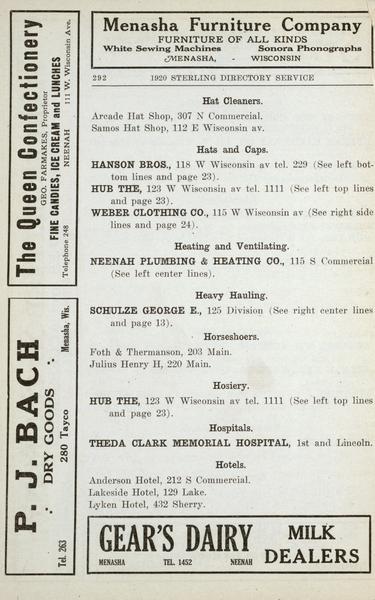 Menasha Furniture Company
FURNITURE OF ALL KINDS
White Sewing Machines Sonora Phonographs
MENASHA, - WISCONSIN
292 1920 STERLING DIRECTORY SERVICE
Hat Cleaners.
Arcade Hat Shop, 307 N Commercial.
Samos Hat Shop, 112 E Wisconsin av.
Hats and Caps.
HANSON BROS., 118 W Wisconsin av tel. 229 (See left bot-
tom lines and page 23).
HUB THE, 123 W Wisconsin av tel. 1111 (See left top lines
and page 23).
WEBER CLOTHING CO., 115 W Wisconsin av (See right side
lines and page 24).
Heating and Ventilating.
NEENAH PLUMBING & HEATING CO., 115 S Commercial
(See left center lines).
Heavy Hauling.
SCHULZE GEORGE E., 125 Division (See right center lines
and page 13).
Horseshoers.
Foth & Thermanson, 203 Main.
Julius Henry H, 220 Main.
Hosiery.
HUB THE, 123 W Wisconsin av tel. 1111 (See left top lines
and page 23).
Hospitals.
THEDA CLARK MEMORIAL HOSPITAL, 1st and Lincoln.
Hotels.
Anderson Hotel, 212 S Commercial.
Lakeside Hotel, 129 Lake.
Lyken Hotel, 432 Sherry.
The Queen Confectionery
GEO. FARMAKES, Proprietor
FINE CANDIES, ICE CREAM and LUNCHES
Telephone 248 NEENAH 111 W. Wisconsin Ave.
P. J. BACH
DRY GOODS
Tel. 263 280 Tayco Menasha, Wis.
GEAR'S DAIRY MILK DEALERS
MENASHA TEL. 1452 NEENAH